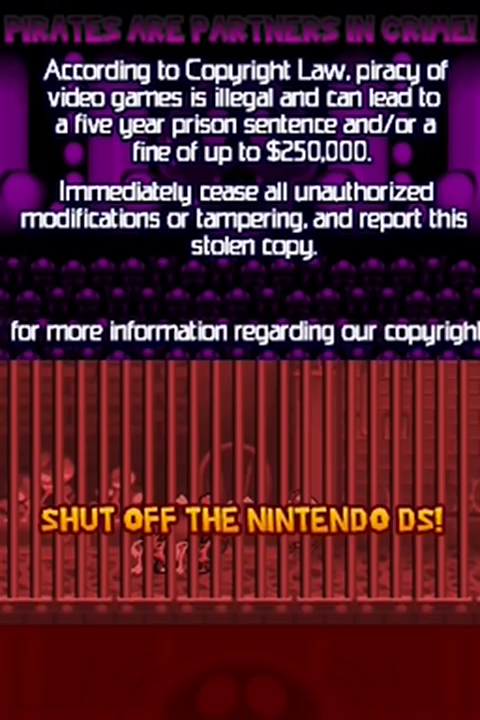 PIRATES ARE PARTNERS IN CRIME!
According to Copyright Law, piracy of
video games is illegal and can lead to
a five year prison sentence and/or a
fine of up to $250,000.
Immediately cease all unauthorized
modifications or tampering, and report this
stolen copy.
for more information regarding our copyright
SHUT OFF THE NINTENDO DS!